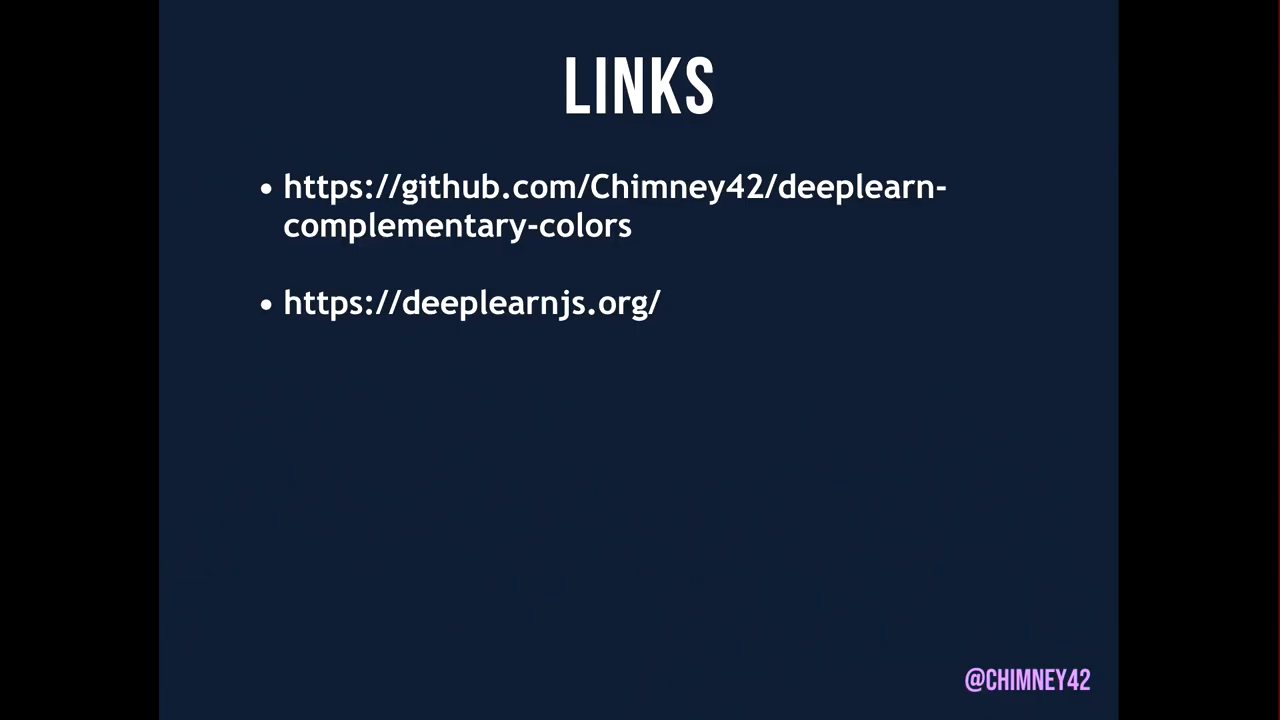 LINKS
• https://github.com/Chimney42/deeplearn-
complementary-colors
• https://deeplearnjs.org/
@CHIMNEY42